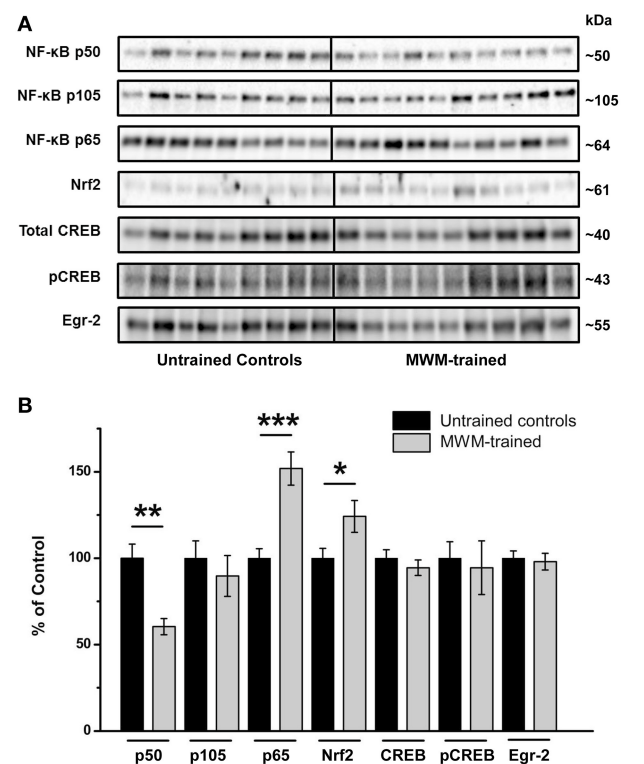 A
kDa
NF-κB p50 ~50
NF-κB p105 ~105
NF-κB p65 ~64
Nrf2 ~61
Total CREB ~40
pCREB ~43
Egr-2 ~55
Untrained Controls MWM-trained
B
Untrained controls
MWM-trained
***
*
**
% of Control
150
100
50
0
p50 p105 p65 Nrf2 CREB pCREB Egr-2